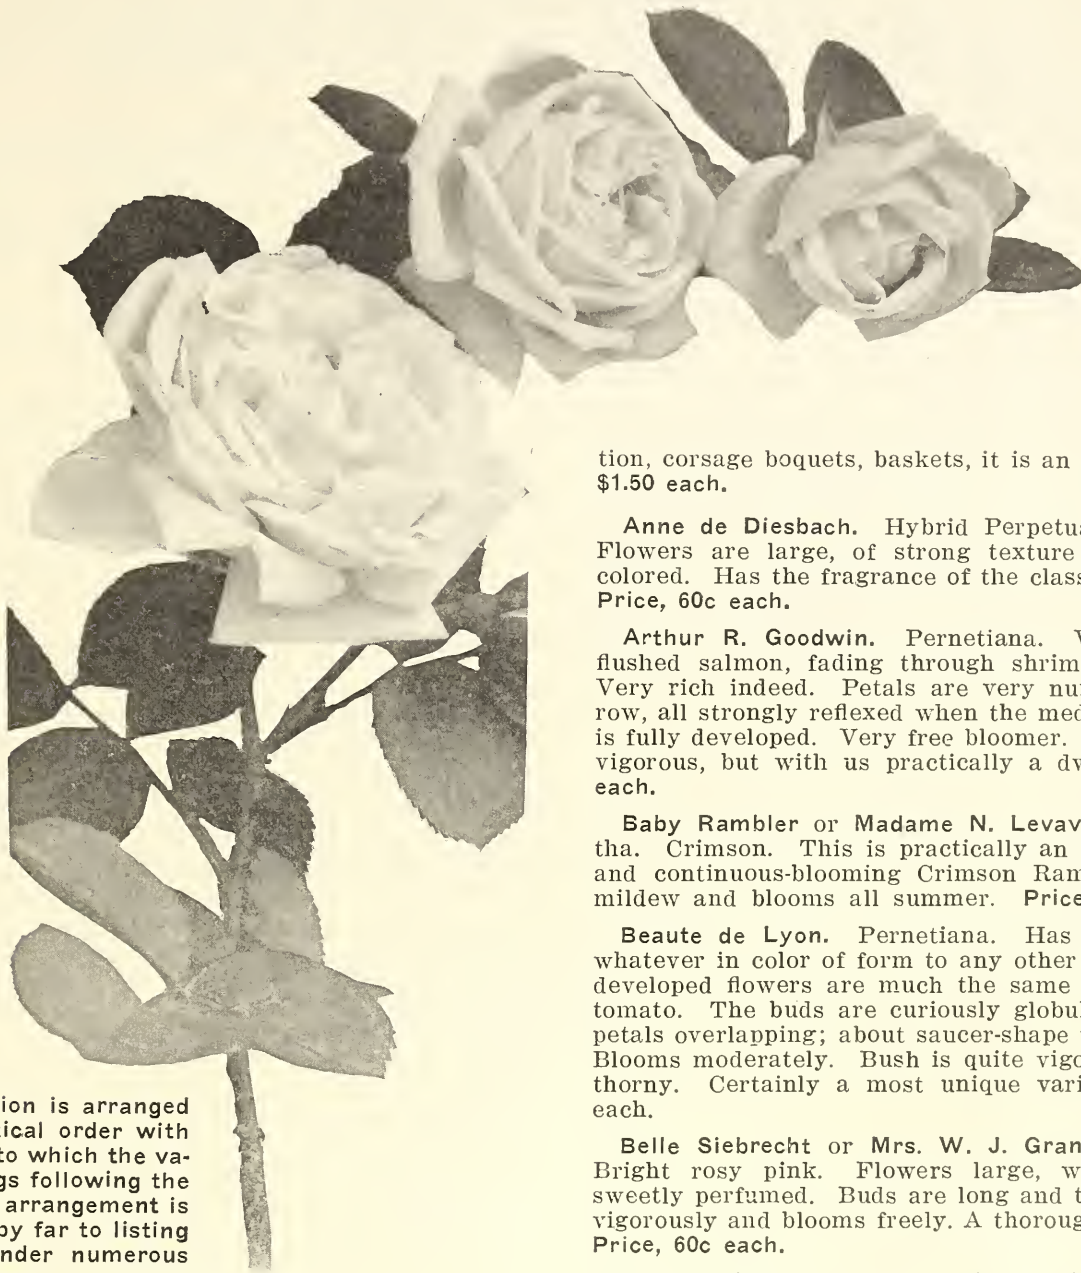 ion is arranged
ical order with
to which the va-
gs following the
arrangement is
by far to listing
nder numerous
tion, corsage boquets, baskets, it is an
$1.50 each.
Anne de Diesbach. Hybrid Perpetua
Flowers are large, of strong texture
colored. Has the fragrance of the class
Price, 60c each.
Arthur R. Goodwin. Pernetiana.
flushed salmon, fading through shrim
Very rich indeed. Petals are very nu
row, all strongly reflexed when the med
is fully developed. Very free bloomer.
vigorous, but with us practically a dw
each.
Baby Rambler or Madame N. Levav
tha. Crimson. This is practically an
and continuous-blooming Crimson Ram
mildew and blooms all summer. Price
Beaute de Lyon. Pernetiana. Has
whatever in color of form to any other
developed flowers are much the same
tomato. The buds are curiously globul
petals overlapping; about saucer-shape
Blooms moderately. Bush is quite vigo
thorny. Certainly a most unique vari
each.
Belle Siebrecht or Mrs. W. J. Gran
Bright rosy pink. Flowers large, w
sweetly perfumed. Buds are long and t
vigorously and blooms freely. A thoroug
Price, 60c each.